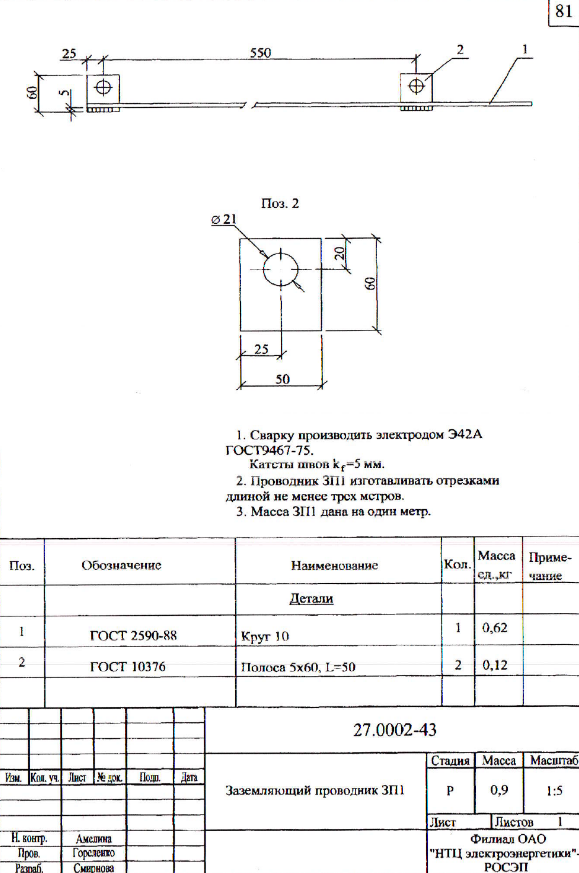 81
25
550
2
1
60
5
Поз. 2
Ø 21
20
60
25
50
1. Сварку производить электродом Э42А
ГОСТ9467-75.
Катеты швов kf=5 мм.
2. Проводник ЗП1 изготавливать отрезками
длиной не менее трех метров.
3. Масса ЗП1 дана на один метр.
Поз. Обозначение Наименование Кол. Масса ед.,кг Приме-чание
Детали
1 ГОСТ 2590-88 Круг 10 1 0,62
2 ГОСТ 10376 Полоса 5х60, L=50 2 0,12
27.0002-43
Изм. Кол. уч. Лист № док. Подп. Дата
Заземляющий проводник ЗП1
Стадия Масса Масштаб
Р 0,9 1:5
Лист Листов 1
Н. контр. Амелина
Пров. Гореленко
Разраб. Смирнова
Филиал ОАО
"НТЦ электроэнергетики"-
РОСЭП